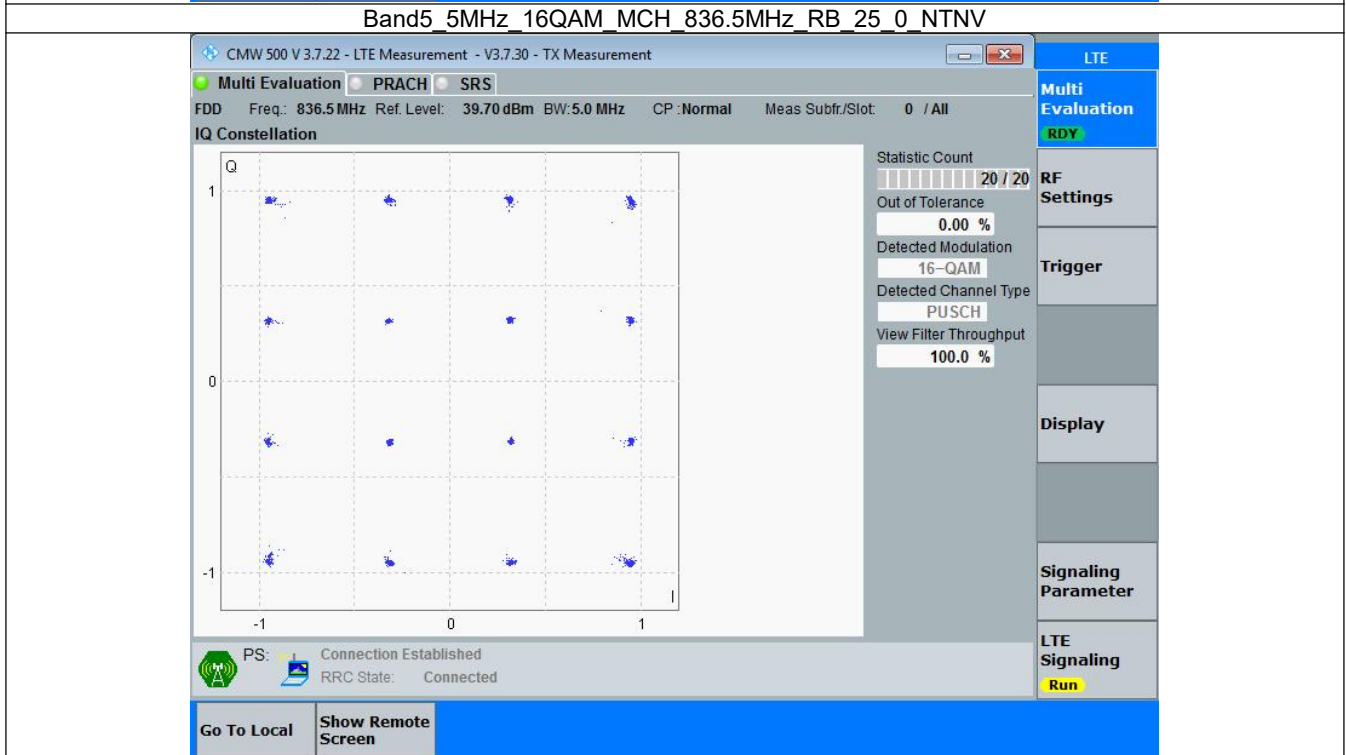 Band5_5MHz_16QAM_MCH_836.5MHz_RB_25_0_NTNV
CMW 500 V 3.7.22 - LTE Measurement - V3.7.30 - TX Measurement
LTE
Multi Evaluation PRACH SRS
FDD Freq.: 836.5 MHz Ref. Level: 39.70 dBm BW: 5.0 MHz CP : Normal Meas Subfr./Slot: 0 / All
IQ Constellation
Q
1
0
-1
I
-1 0 1
Statistic Count
20 / 20
Out of Tolerance
0.00 %
Detected Modulation
16-QAM
Detected Channel Type
PUSCH
View Filter Throughput
100.0 %
Multi
Evaluation
RDY
RF
Settings
Trigger
Display
Signaling
Parameter
LTE
Signaling
Run
PS: Connection Established
RRC State: Connected
Go To Local
Show Remote
Screen